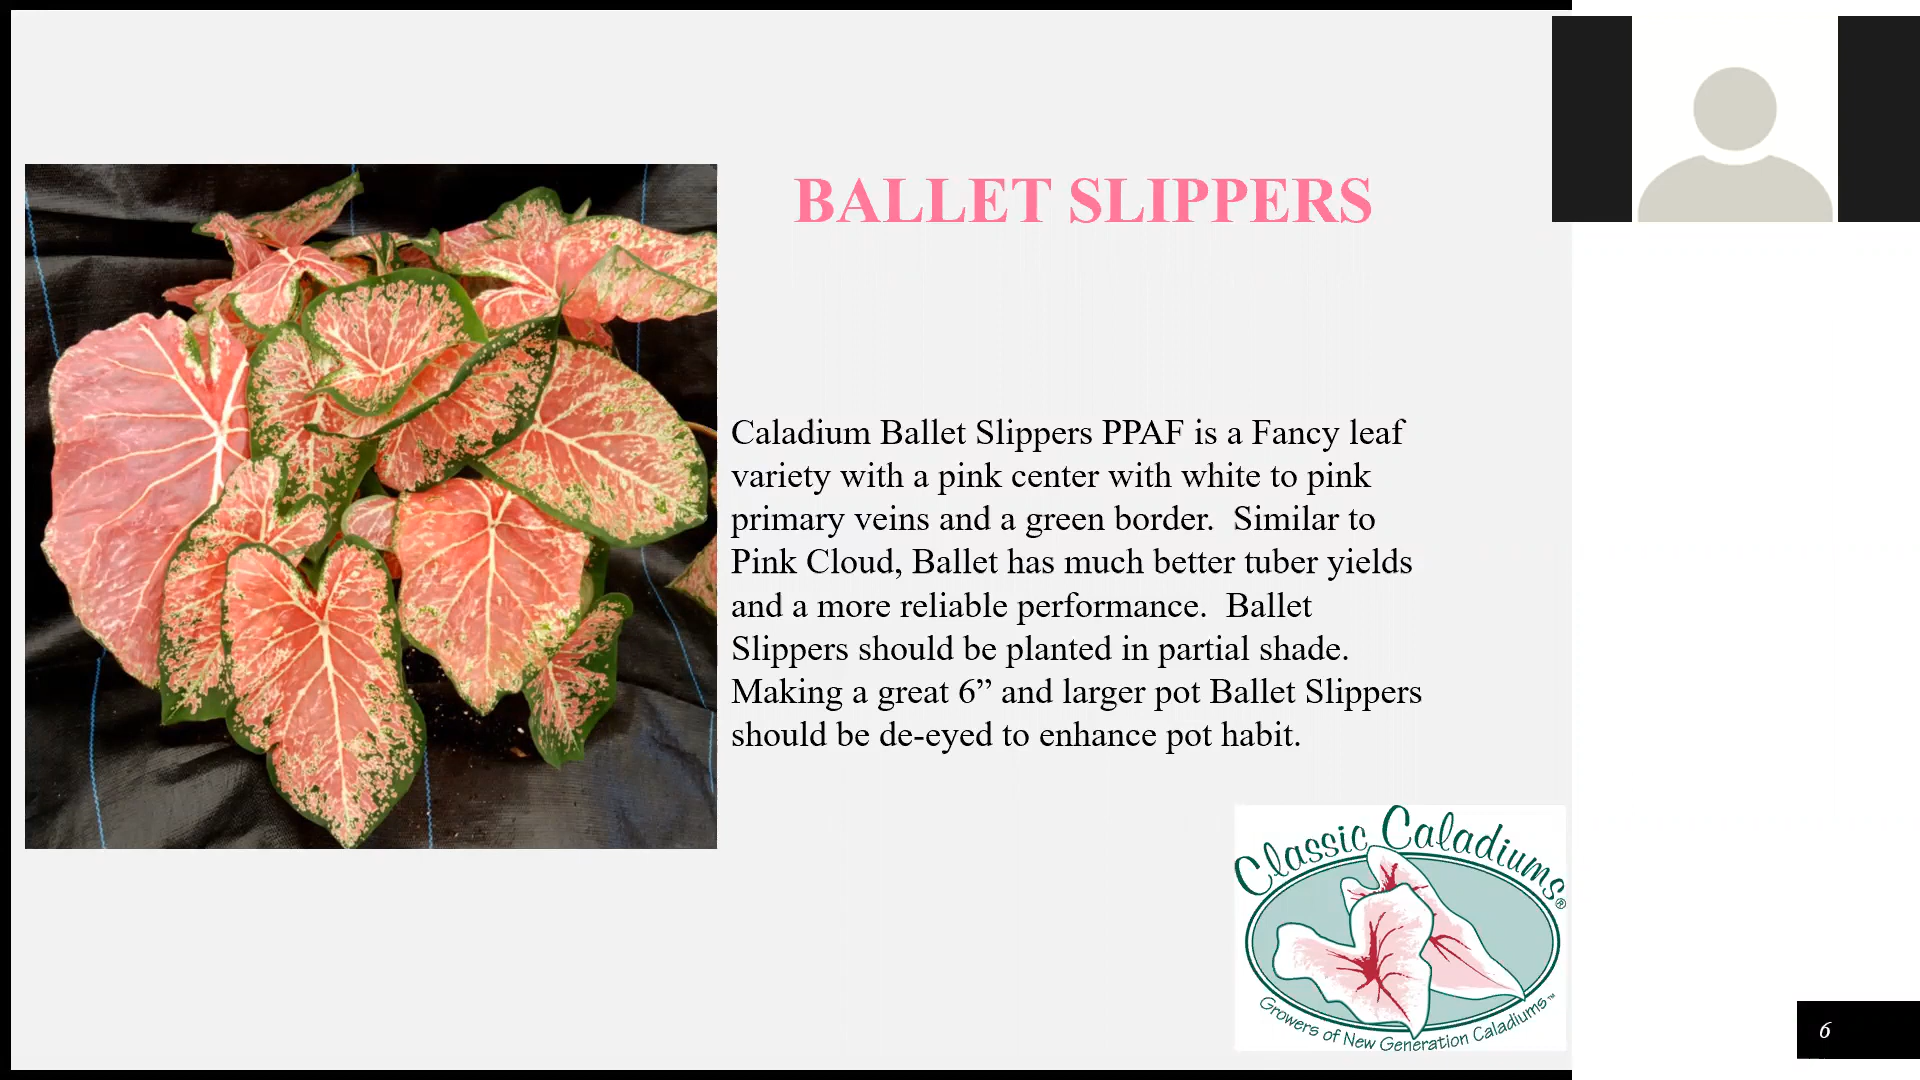 BALLET SLIPPERS
Caladium Ballet Slippers PPAF is a Fancy leaf
variety with a pink center with white to pink
primary veins and a green border.  Similar to
Pink Cloud, Ballet has much better tuber yields
and a more reliable performance.  Ballet
Slippers should be planted in partial shade.
Making a great 6” and larger pot Ballet Slippers
should be de-eyed to enhance pot habit.
Classic Caladiums®
Growers of New Generation Caladiums™
6